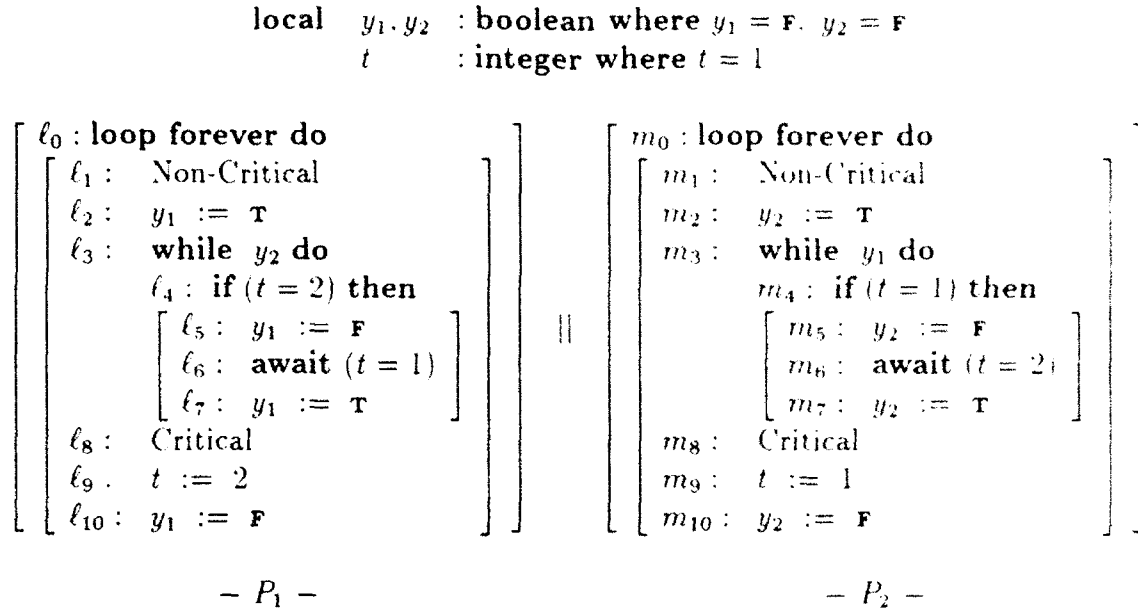 local y₁, y₂ : boolean where y₁ = F, y₂ = F
t : integer where t = 1
ℓ₀ : loop forever do
ℓ₁ : Non-Critical
ℓ₂ : y₁ := T
ℓ₃ : while y₂ do
ℓ₄ : if (t = 2) then
ℓ₅ : y₁ := F
ℓ₆ : await (t = 1)
ℓ₇ : y₁ := T
ℓ₈ : Critical
ℓ₉ . t := 2
ℓ₁₀ : y₁ := F
– P₁ –
||
m₀ : loop forever do
m₁ : Non-Critical
m₂ : y₂ := T
m₃ : while y₁ do
m₄ : if (t = 1) then
m₅ : y₂ := F
m₆ : await (t = 2)
m₇ : y₂ := T
m₈ : Critical
m₉ : t := 1
m₁₀ : y₂ := F
– P₂ –